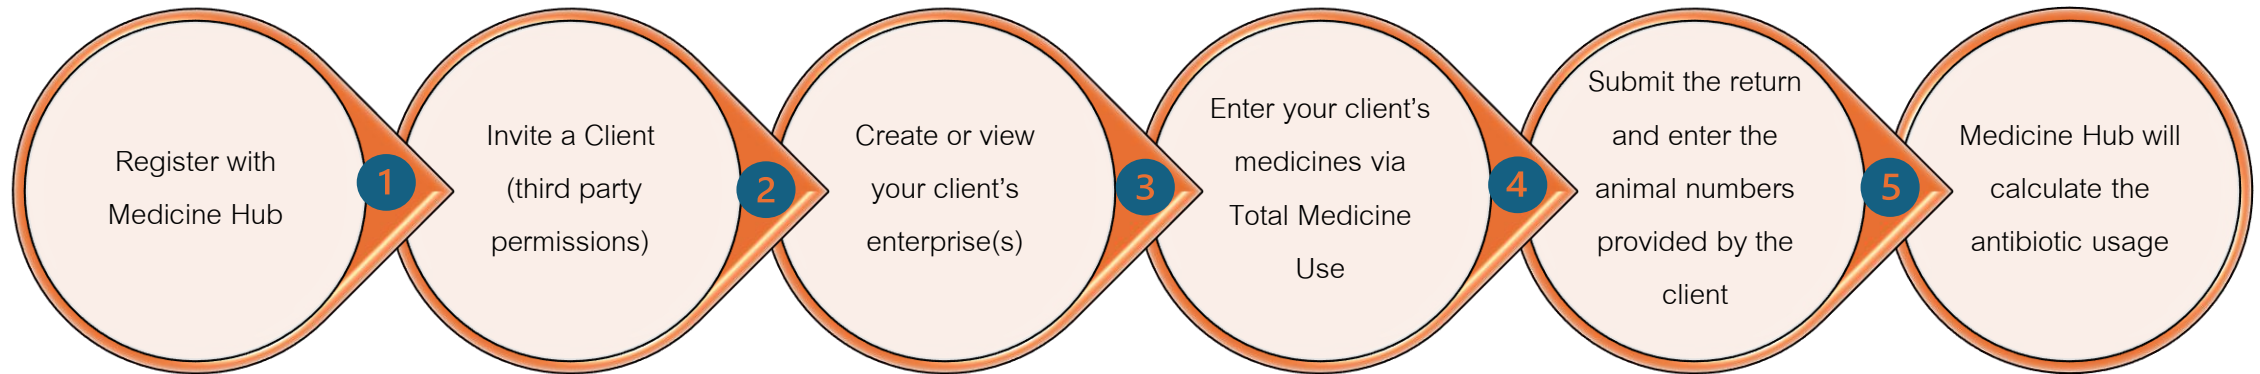 Register with
Medicine Hub
1
Invite a Client
(third party
permissions)
2
Create or view
your client’s
enterprise(s)
3
Enter your client’s
medicines via
Total Medicine
Use
4
Submit the return
and enter the
animal numbers
provided by the
client
5
Medicine Hub will
calculate the
antibiotic usage